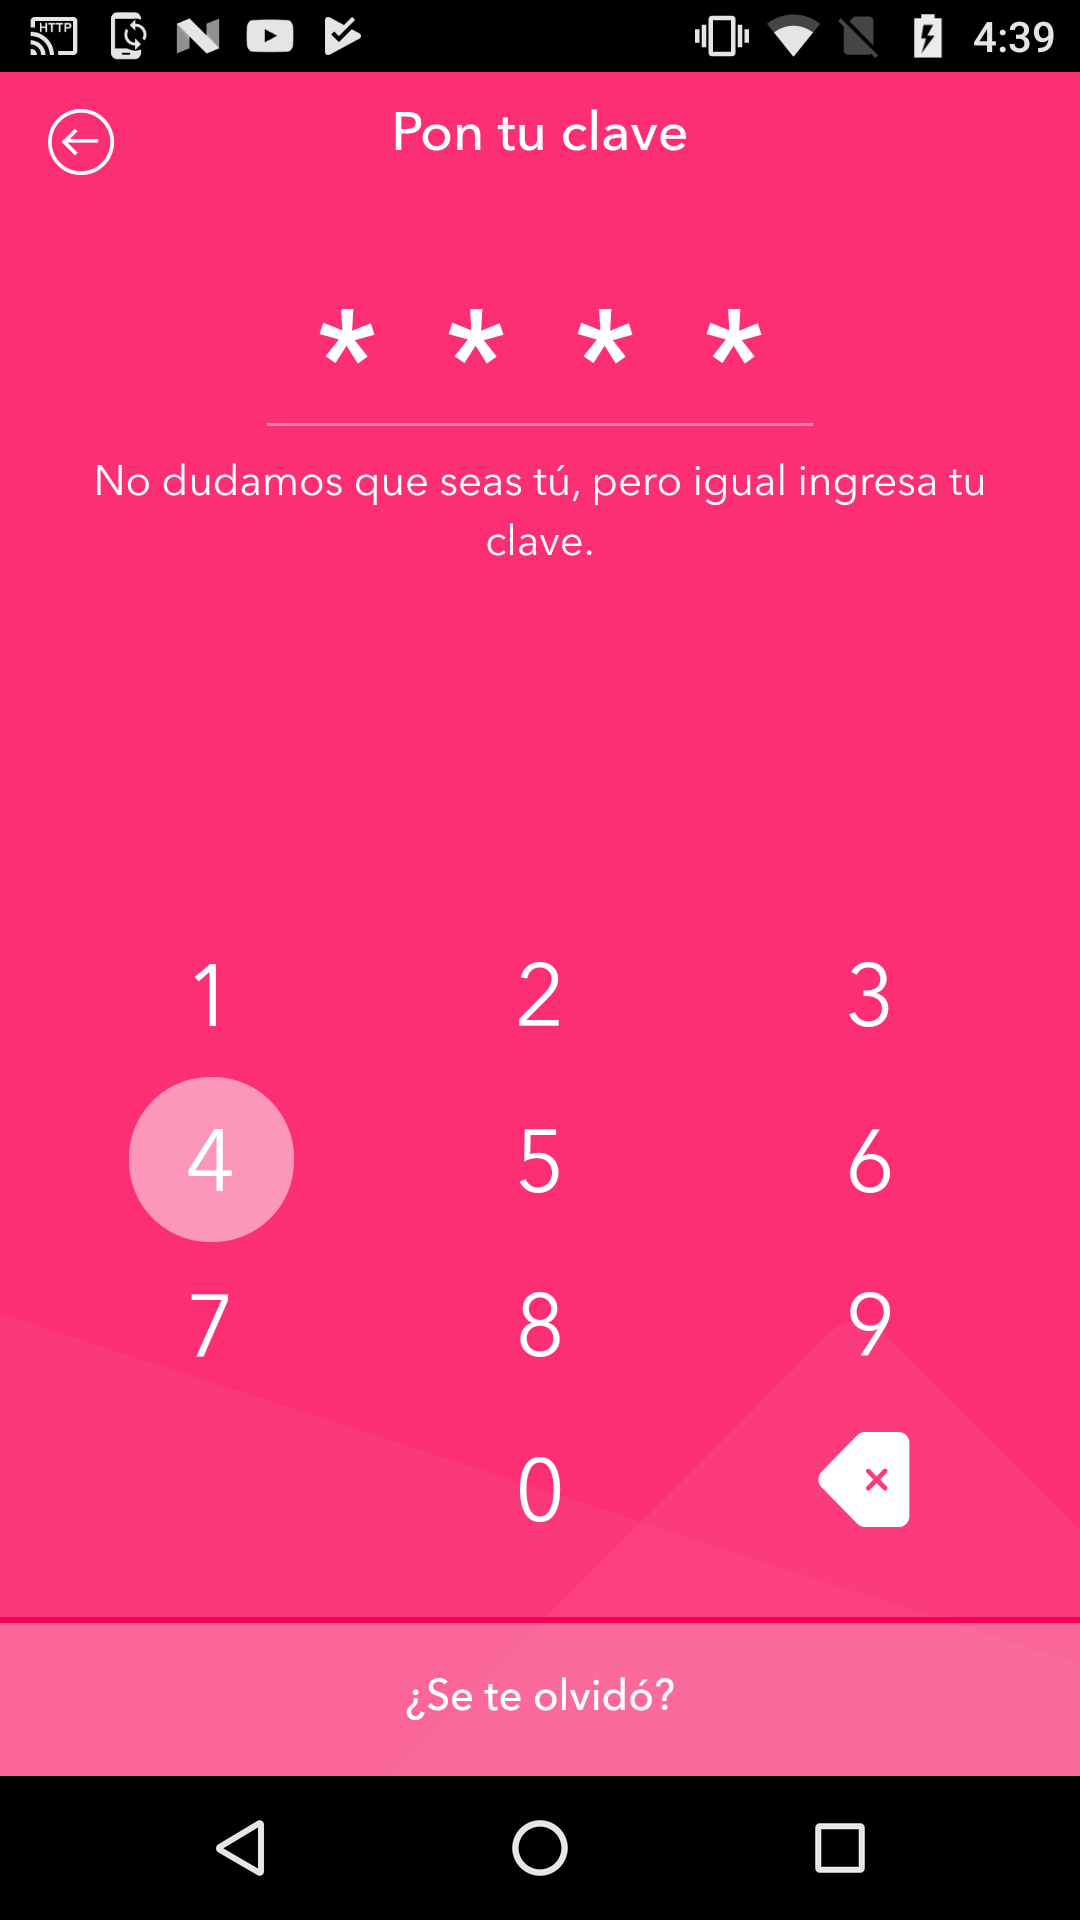 HTTP
4:39
Pon tu clave
* * * *
No dudamos que seas tú, pero igual ingresa tu
clave.
1 2 3
4 5 6
7 8 9
0
¿Se te olvidó?